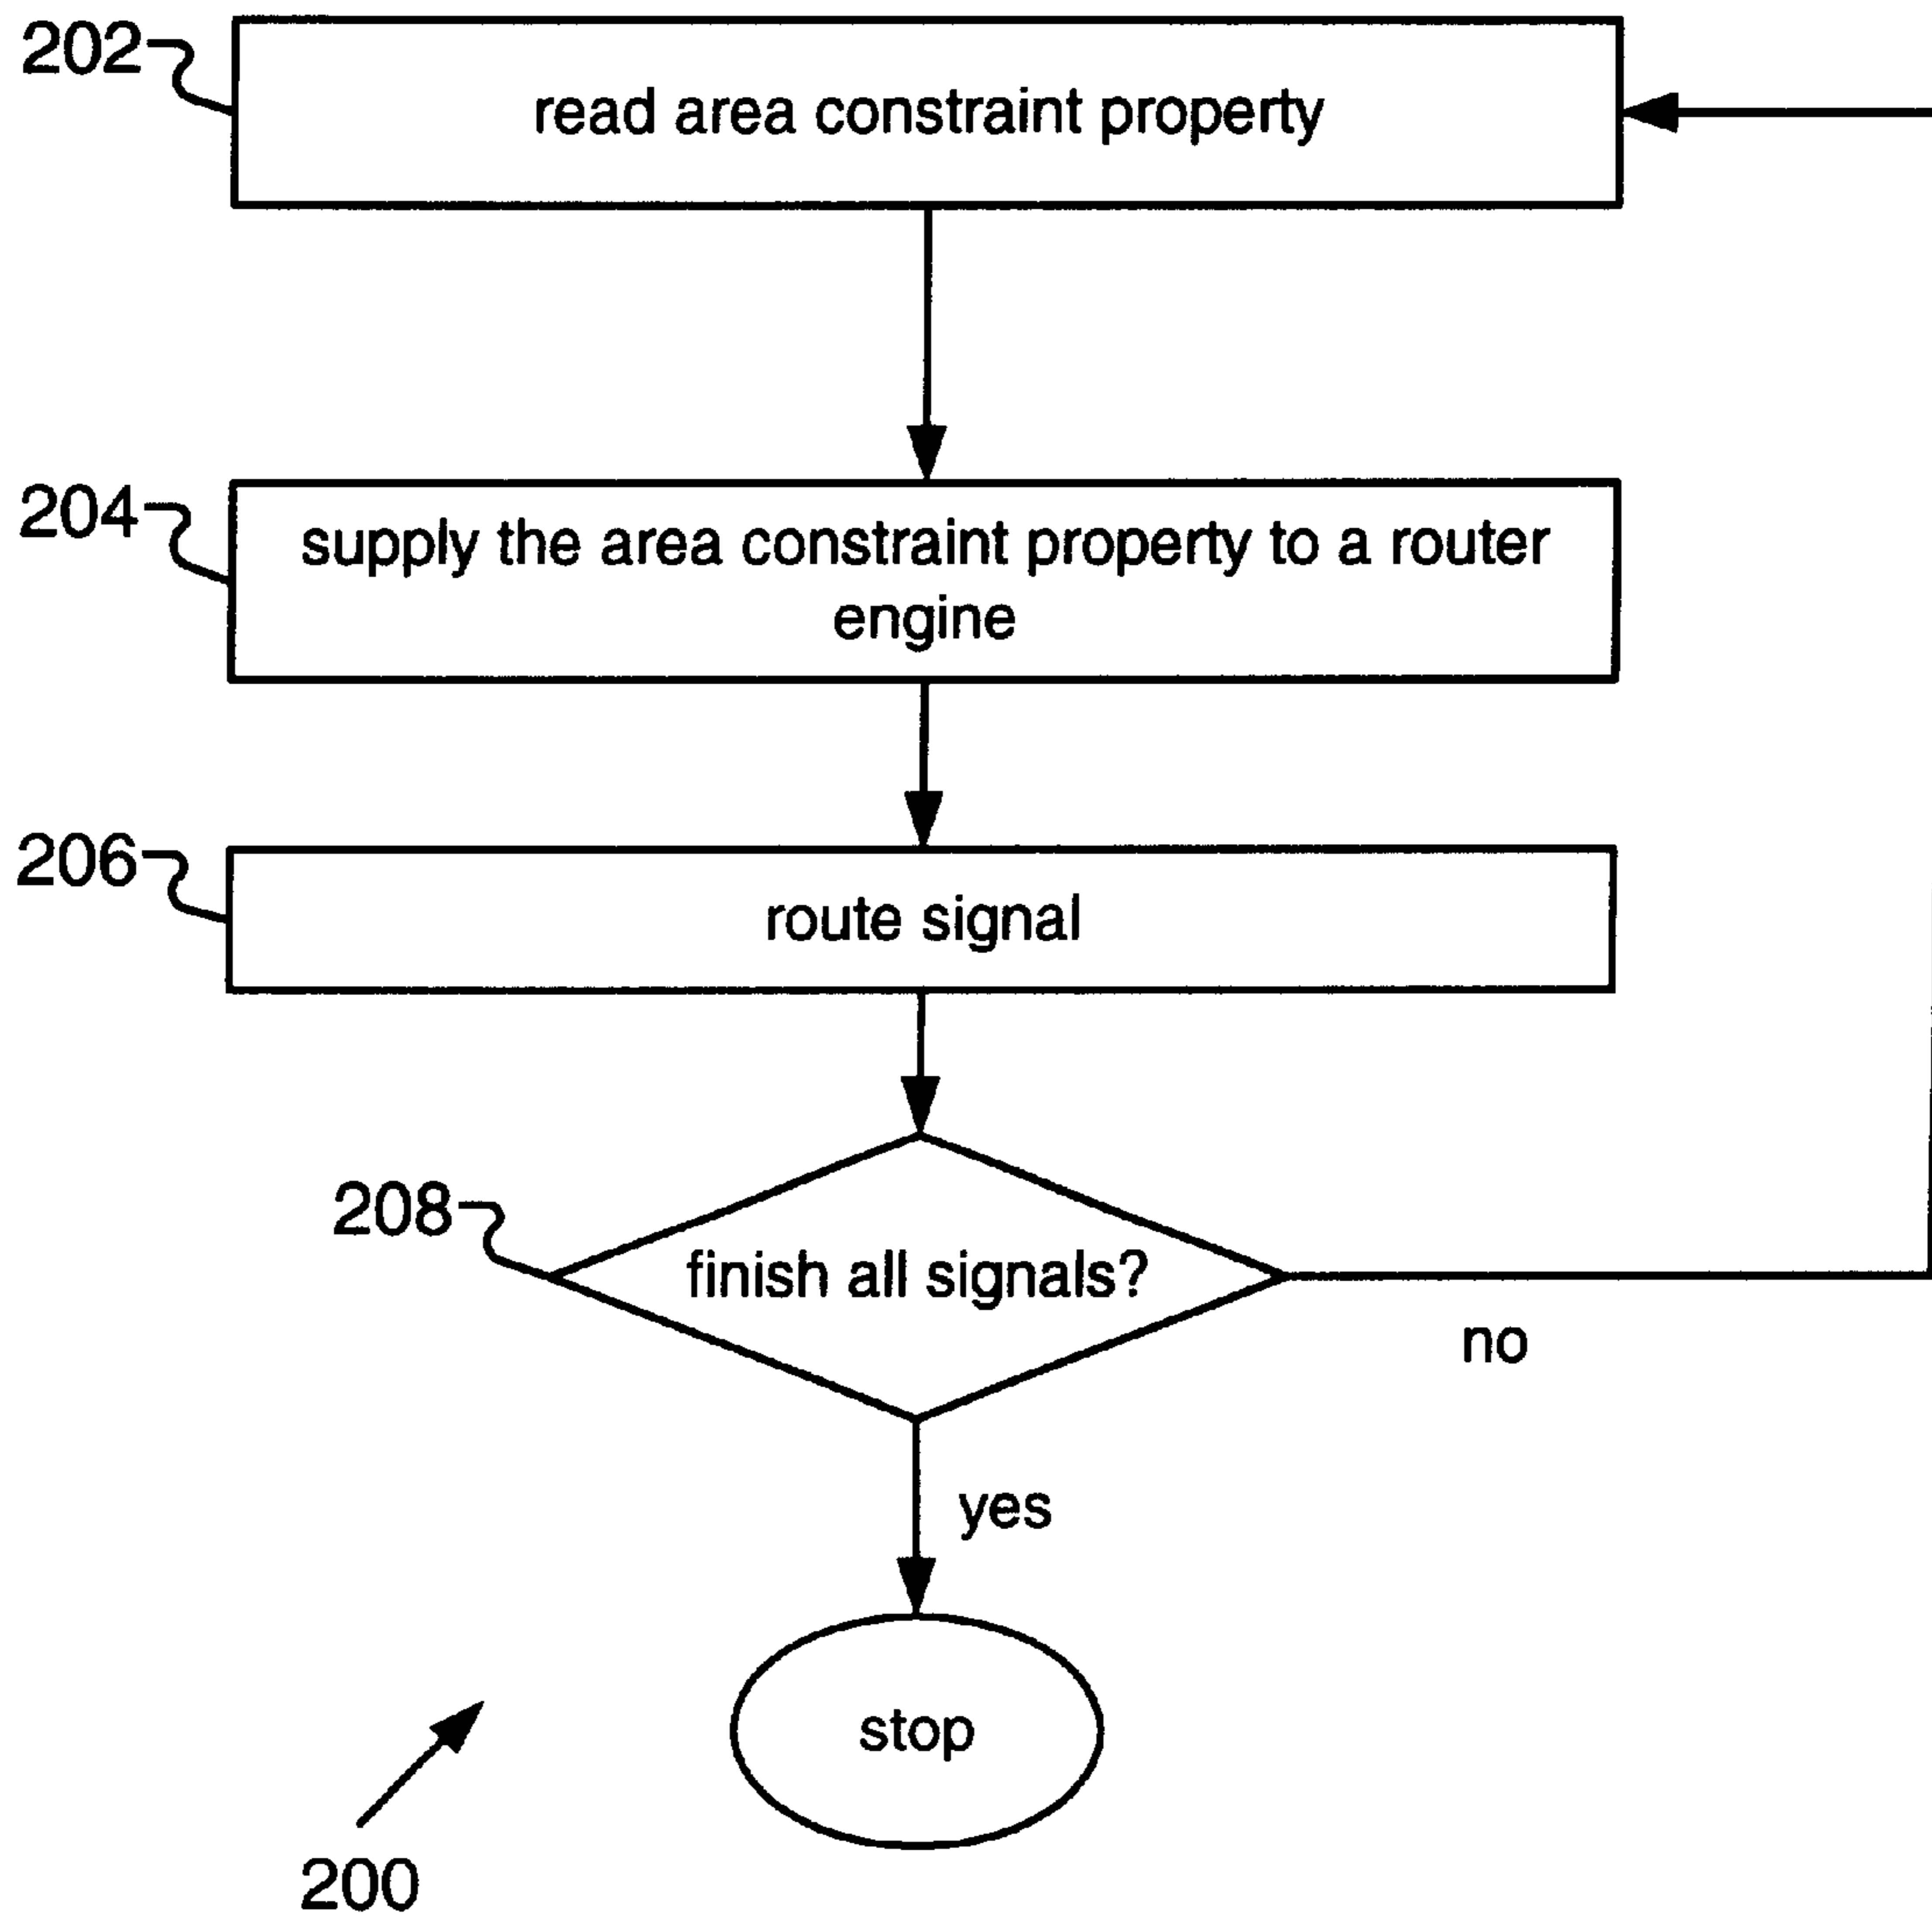 202
read area constraint property
204
supply the area constraint property to a router
engine
206
route signal
208
finish all signals?
no
yes
stop
200